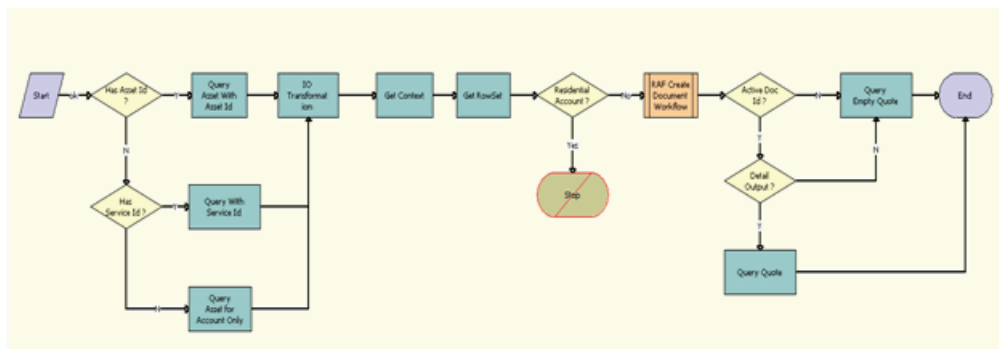 Start
ok
Has Asset Id
?
Y
Query
Asset With
Asset Id
IO
Transformat
ion
Get Context
Get RowSet
Residential
Account ?
No
RAF Create
Document
Workflow
Active Doc
Id ?
N
Query
Empty Quote
End
N
Yes
Y
N
Has
Service Id ?
Y
Query With
Service Id
Stop
Detail
Output ?
Y
Query Quote
N
Query
Asset for
Account Only